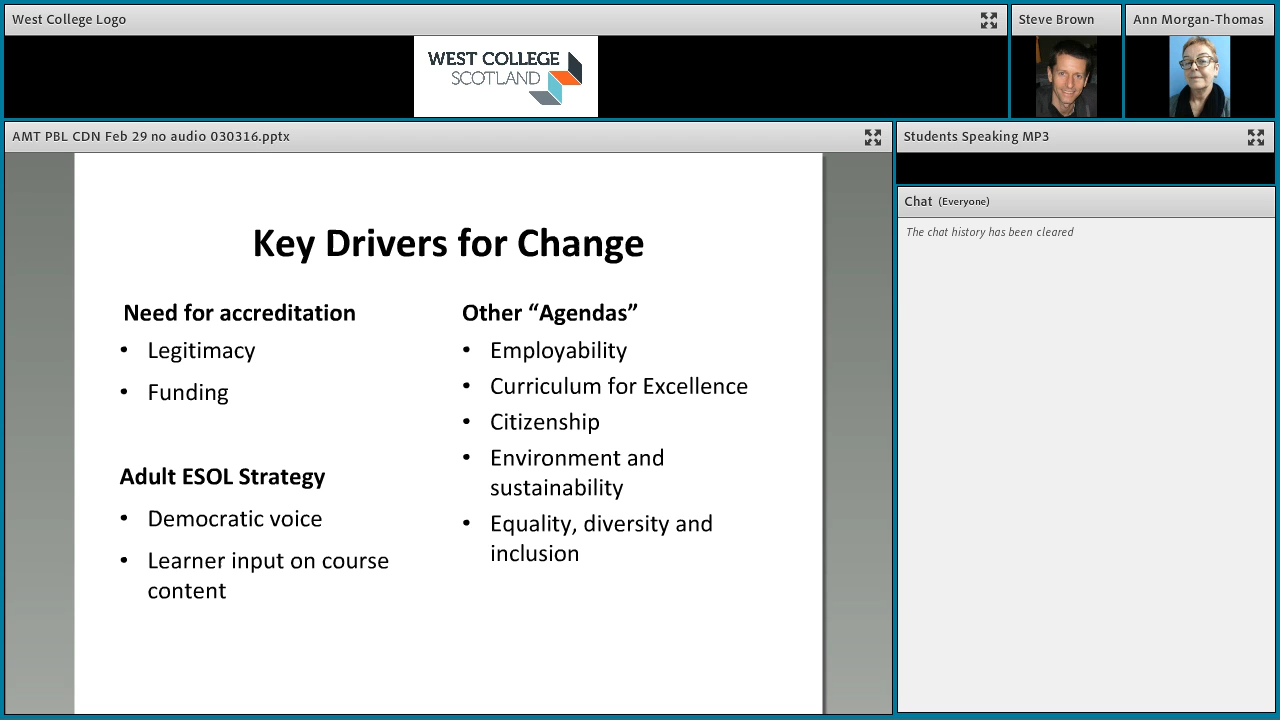 West College Logo
Steve Brown
Ann Morgan-Thomas
WEST COLLEGE
SCOTLAND
AMT PBL CDN Feb 29 no audio 030316.pptx
Students Speaking MP3
Chat (Everyone)
The chat history has been cleared
Key Drivers for Change
Need for accreditation
• Legitimacy
• Funding
Adult ESOL Strategy
• Democratic voice
• Learner input on course
content
Other “Agendas”
• Employability
• Curriculum for Excellence
• Citizenship
• Environment and
sustainability
• Equality, diversity and
inclusion